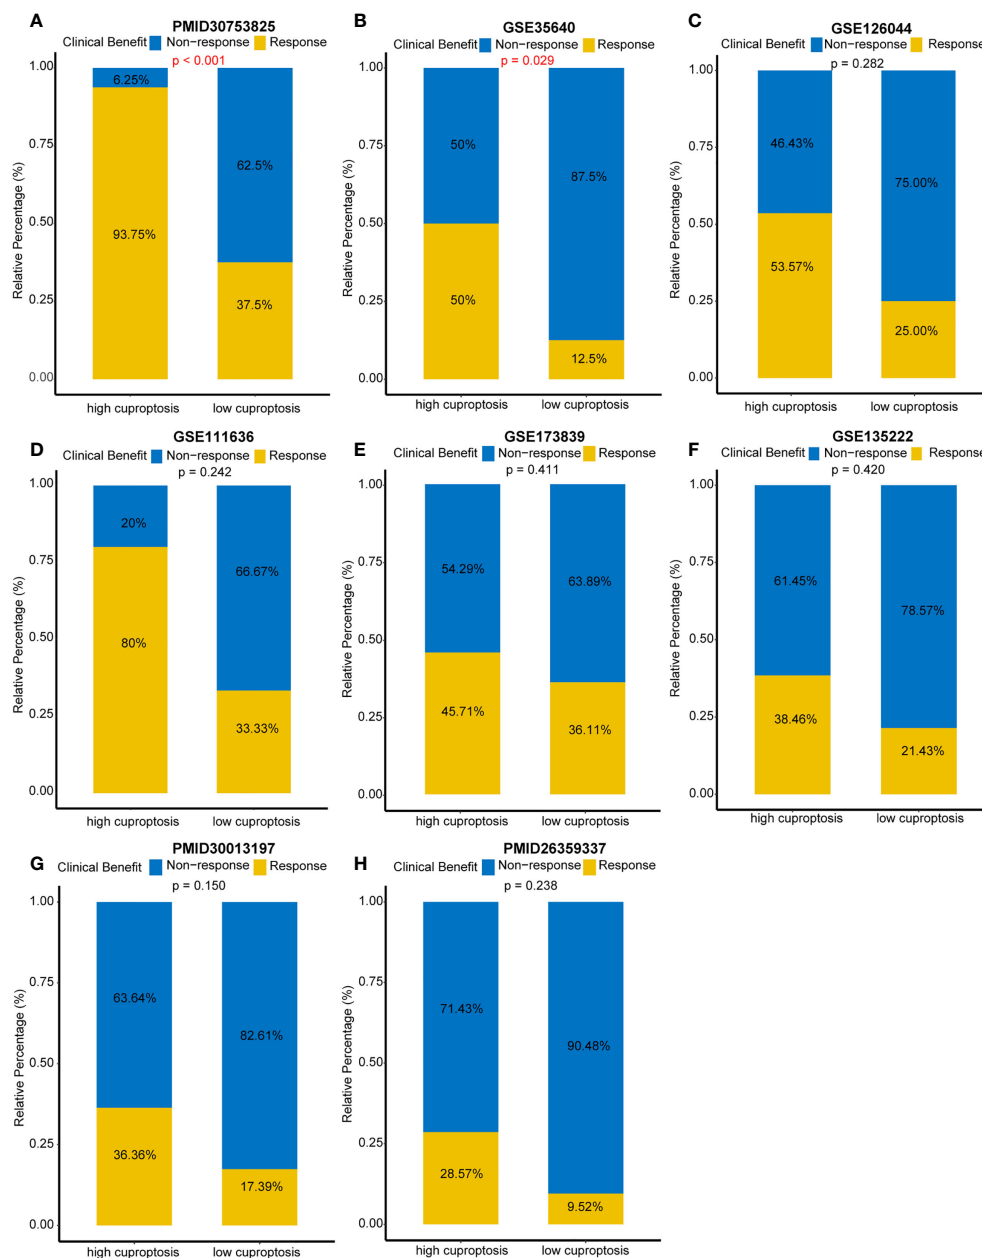 A PMID30753825
Clinical Benefit Non-response Response
p < 0.001
Relative Percentage (%)
1.00
0.75
0.50
0.25
0.00
6.25%
93.75%
62.5%
37.5%
high cuproptosis low cuproptosis
B GSE35640
Clinical Benefit Non-response Response
p = 0.029
Relative Percentage (%)
1.00
0.75
0.50
0.25
0.00
50%
50%
87.5%
12.5%
high cuproptosis low cuproptosis
C GSE126044
Clinical Benefit Non-response Response
p = 0.282
Relative Percentage (%)
1.00
0.75
0.50
0.25
0.00
46.43%
53.57%
75.00%
25.00%
high cuproptosis low cuproptosis
D GSE111636
Clinical Benefit Non-response Response
p = 0.242
Relative Percentage (%)
1.00
0.75
0.50
0.25
0.00
20%
80%
66.67%
33.33%
high cuproptosis low cuproptosis
E GSE173839
Clinical Benefit Non-response Response
p = 0.411
Relative Percentage (%)
1.00
0.75
0.50
0.25
0.00
54.29%
45.71%
63.89%
36.11%
high cuproptosis low cuproptosis
F GSE135222
Clinical Benefit Non-response Response
p = 0.420
Relative Percentage (%)
1.00
0.75
0.50
0.25
0.00
61.45%
38.46%
78.57%
21.43%
high cuproptosis low cuproptosis
G PMID30013197
Clinical Benefit Non-response Response
p = 0.150
Relative Percentage (%)
1.00
0.75
0.50
0.25
0.00
63.64%
36.36%
82.61%
17.39%
high cuproptosis low cuproptosis
H PMID26359337
Clinical Benefit Non-response Response
p = 0.238
Relative Percentage (%)
1.00
0.75
0.50
0.25
0.00
71.43%
28.57%
90.48%
9.52%
high cuproptosis low cuproptosis